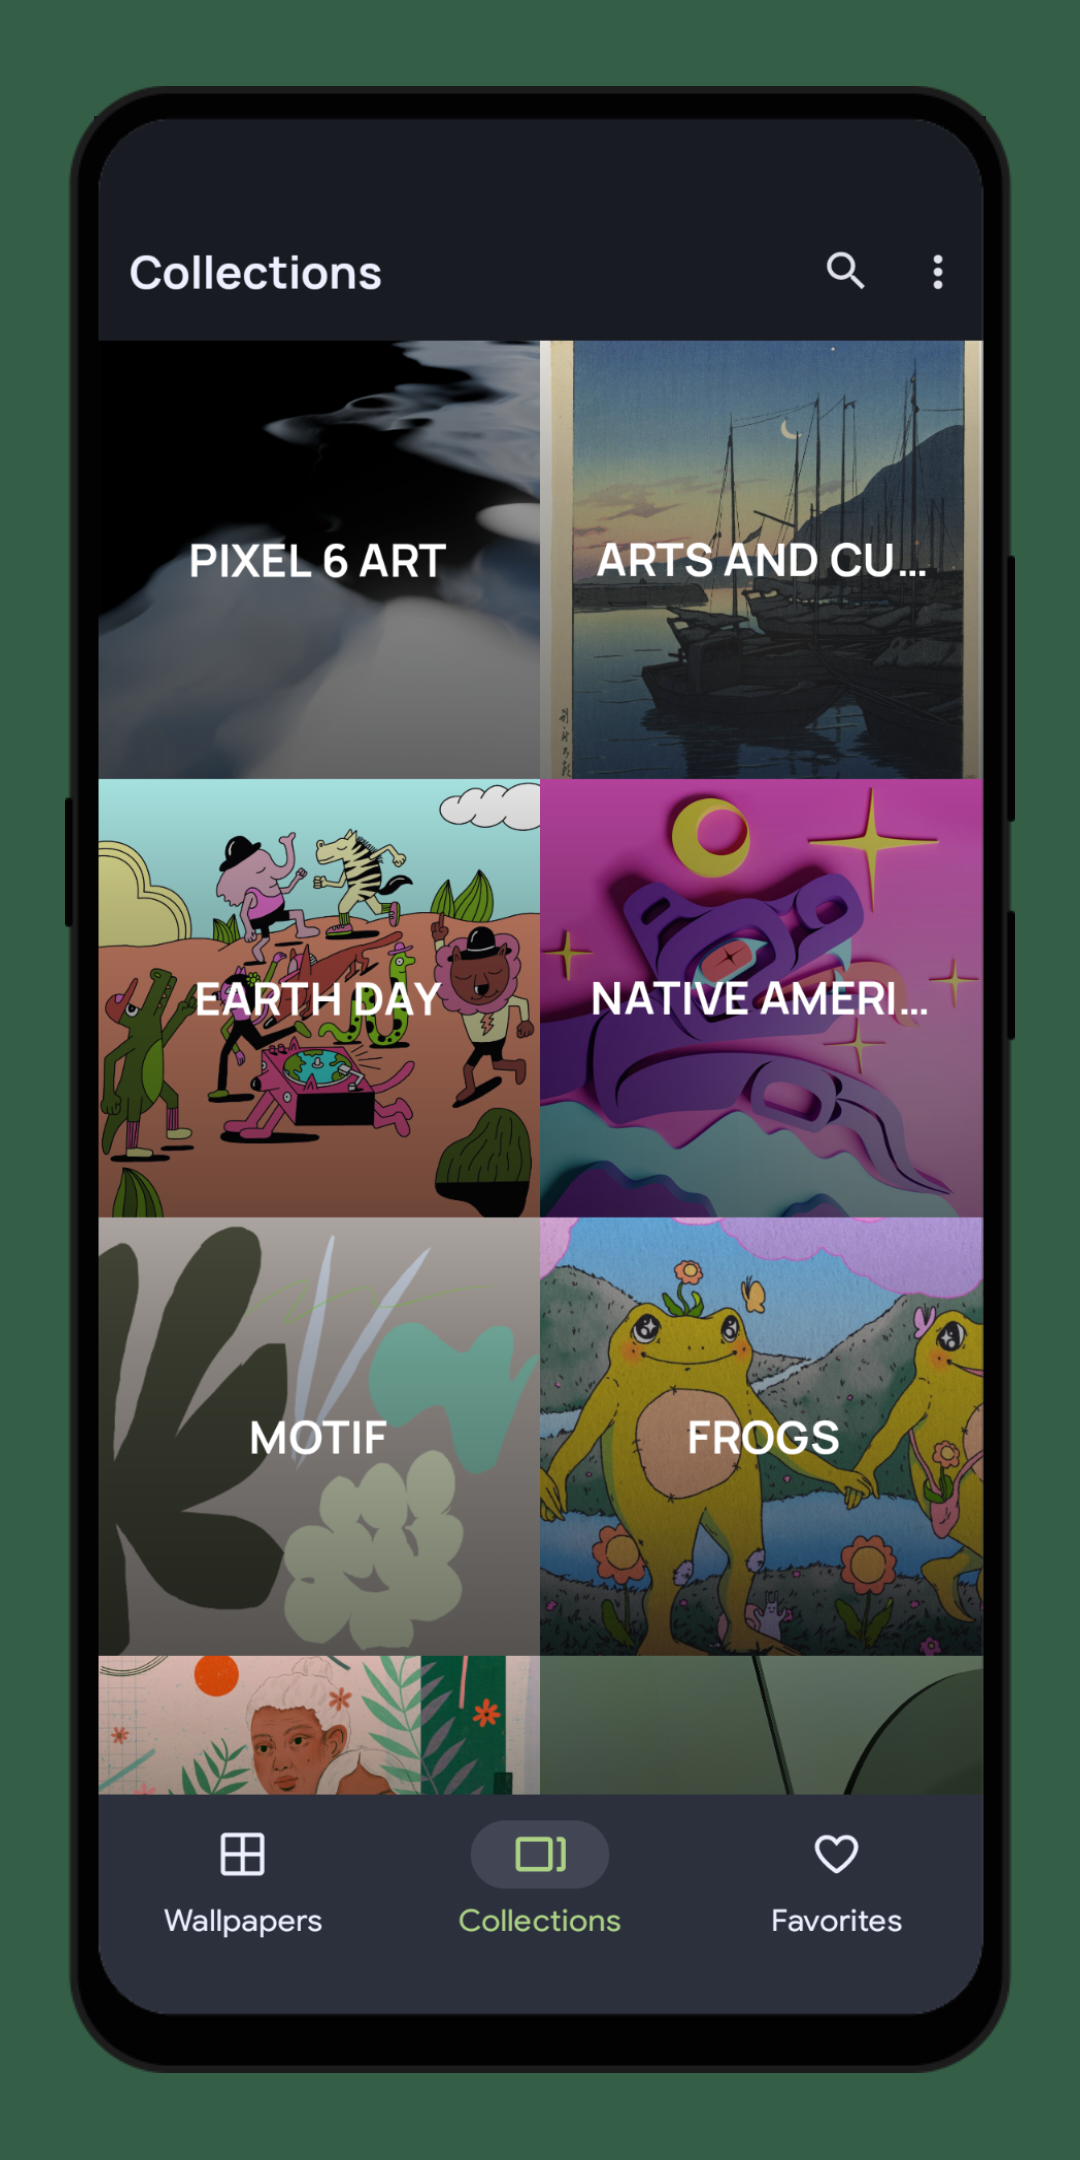 Collections
PIXEL 6 ART
ARTS AND CU...
EARTH DAY
NATIVE AMERI...
MOTIF
FROGS
Wallpapers
Collections
Favorites